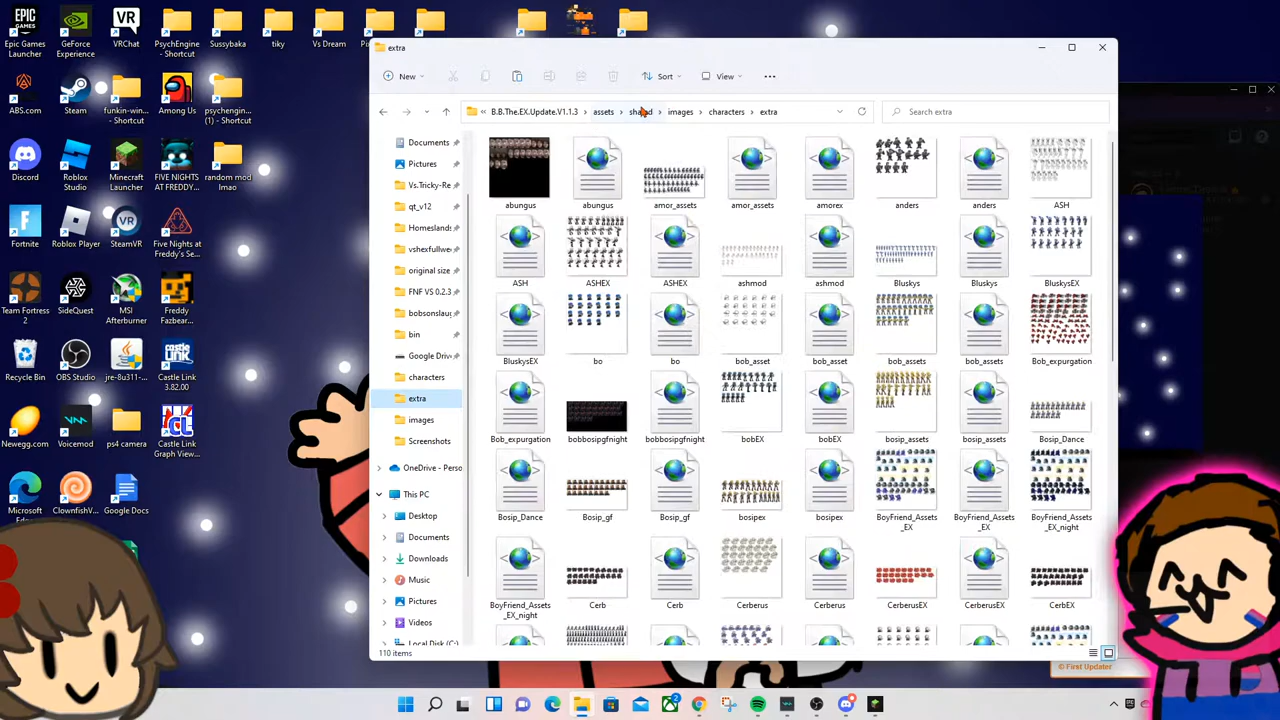 Epic Games Launcher
GeForce Experience
VRChat
PsychEngine - Shortcut
Sussybaka
tiky
Vs Dream
ABS.com
Steam
funkin-win... - Shortcut
Among Us
psychengin... (1) - Shortcut
Discord
Roblox Studio
Minecraft Launcher
FIVE NIGHTS AT FREDDY'...
random mod lmao
Fortnite
Roblox Player
SteamVR
Five Nights at Freddy's Se...
Team Fortress 2
SideQuest
MSI Afterburner
Freddy Fazbear...
Recycle Bin
OBS Studio
jre-8u311-...
Castle Link 3.82.00
Newegg.com
Voicemod
ps4 camera
Castle Link Graph View...
Microsoft Edge
ClownfishV...
Google Docs
extra
New
Sort
View
« B.B.The.EX.Update.V1.1.3 > assets > shared > images > characters > extra
Search extra
Documents
Pictures
Vs.Tricky-Re
qt_v12
Homeslands
vshexfullwee
original size
FNF VS 0.2.3
bobsonslau
bin
Google Driv
characters
extra
images
Screenshots
OneDrive - Perso
This PC
Desktop
Documents
Downloads
Music
Pictures
Videos
Local Disk (C:)
abungus
abungus
amor_assets
amor_assets
amorex
anders
anders
ASH
ASH
ASHEX
ASHEX
ashmod
ashmod
Bluskys
Bluskys
BluskysEX
BluskysEX
bo
bo
bob_asset
bob_asset
bob_assets
bob_assets
Bob_expurgation
Bob_expurgation
bobbosipgfnight
bobbosipgfnight
bobEX
bobEX
bosip_assets
bosip_assets
Bosip_Dance
Bosip_Dance
Bosip_gf
Bosip_gf
bosipex
bosipex
BoyFriend_Assets_EX
BoyFriend_Assets_EX
BoyFriend_Assets_EX_night
BoyFriend_Assets_EX_night
Cerb
Cerb
Cerberus
Cerberus
CerberusEX
CerberusEX
CerbEX
110 items
First Updater